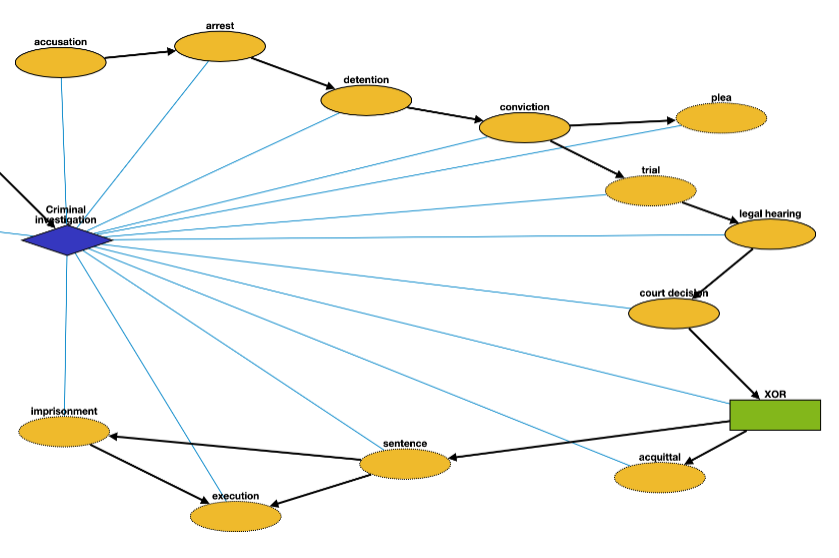 arrest
accusation
detention
plea
conviction
trial
Criminal
investigation
legal hearing
court decision
XOR
imprisonment
sentence
acquittal
execution